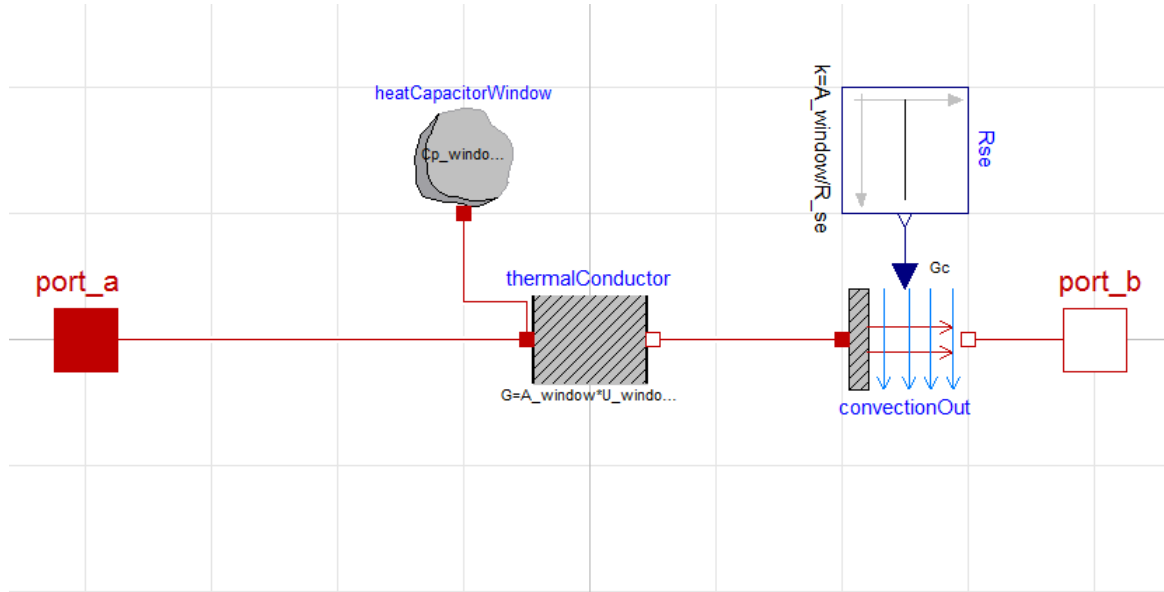 heatCapacitorWindow
Cp_windo...
k=A_window/R_se
Rse
port_a
thermalConductor
Gc
port_b
G=A_window*U_windo...
convectionOut